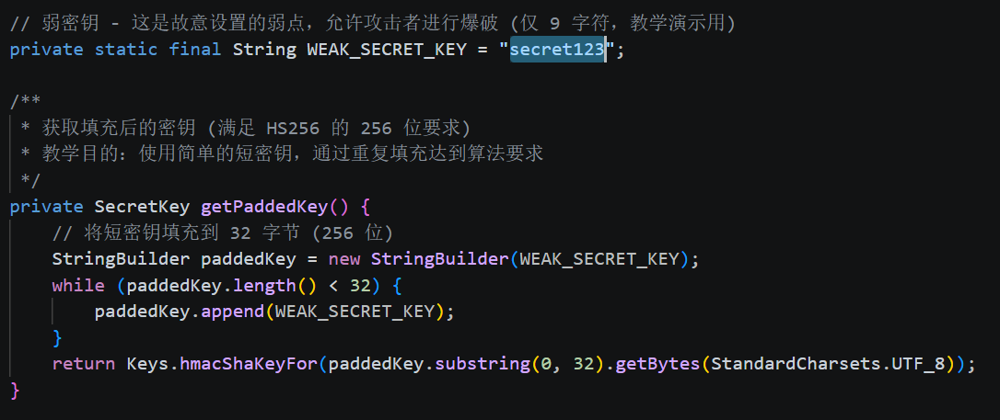 // 弱密钥 - 这是故意设置的弱点，允许攻击者进行爆破 (仅 9 字符，教学演示用)
private static final String WEAK_SECRET_KEY = "secret123";
/**
 * 获取填充后的密钥 (满足 HS256 的 256 位要求)
 * 教学目的：使用简单的短密钥，通过重复填充达到算法要求
 */
private SecretKey getPaddedKey() {
    // 将短密钥填充到 32 字节 (256 位)
    StringBuilder paddedKey = new StringBuilder(WEAK_SECRET_KEY);
    while (paddedKey.length() < 32) {
        paddedKey.append(WEAK_SECRET_KEY);
    }
    return Keys.hmacShaKeyFor(paddedKey.substring(0, 32).getBytes(StandardCharsets.UTF_8));
}